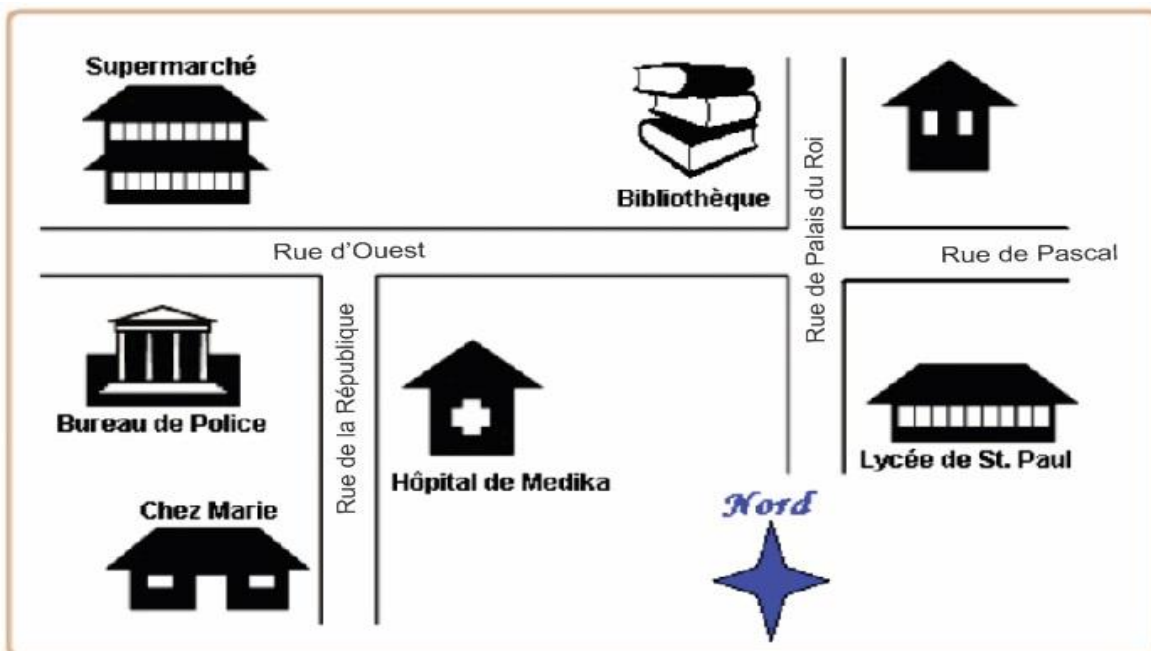 Supermarché
Bibliothèque
Rue de Palais du Roi
Rue d'Ouest
Rue de Pascal
Bureau de Police
Rue de la République
Hôpital de Medika
Lycée de St. Paul
Chez Marie
Nord